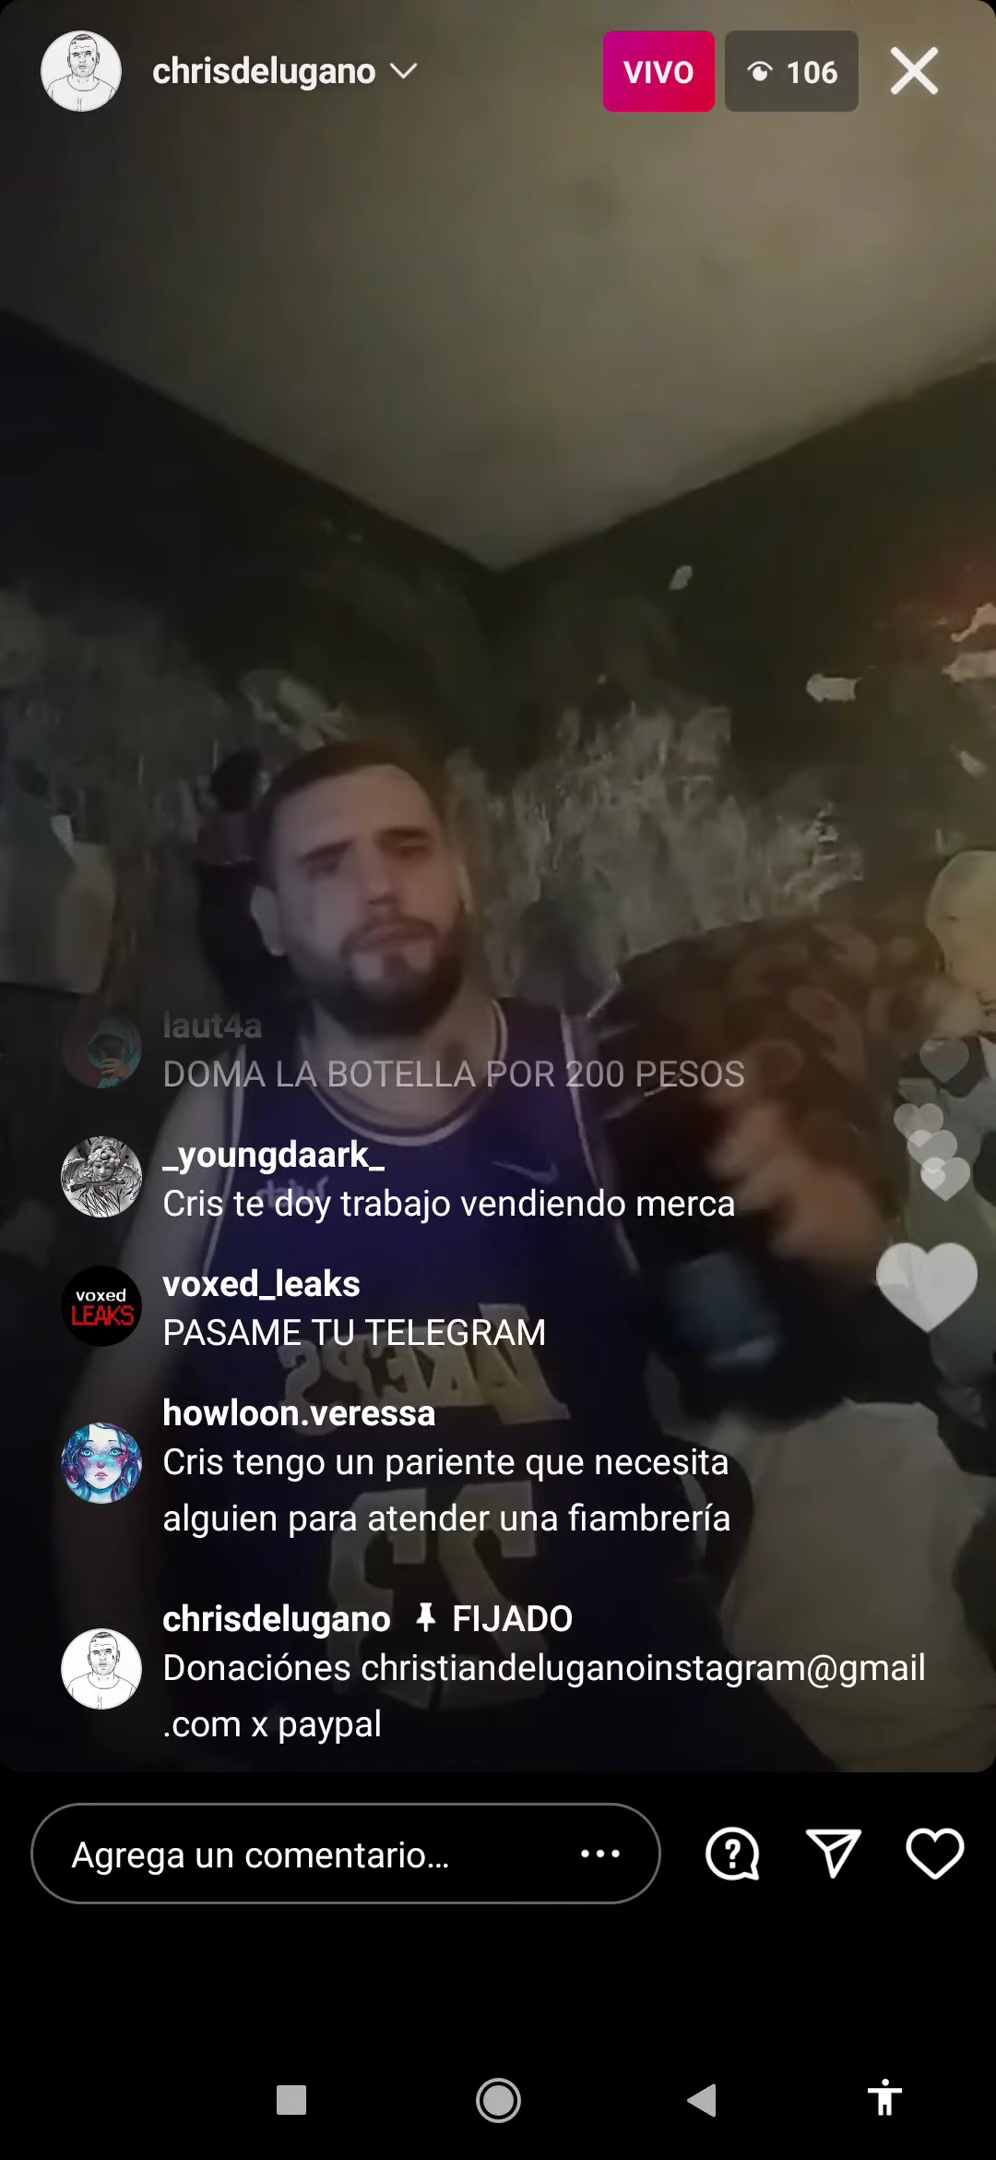 chrisdelugano
VIVO
106
laut4a
DOMA LA BOTELLA POR 200 PESOS
_youngdaark_
Cris te doy trabajo vendiendo merca
voxed
LEAKS
voxed_leaks
PASAME TU TELEGRAM
howloon.veressa
Cris tengo un pariente que necesita
alguien para atender una fiambrería
chrisdelugano FIJADO
Donaciónes christiandeluganoinstagram@gmail
.com x paypal
LAKERS
23
Agrega un comentario...